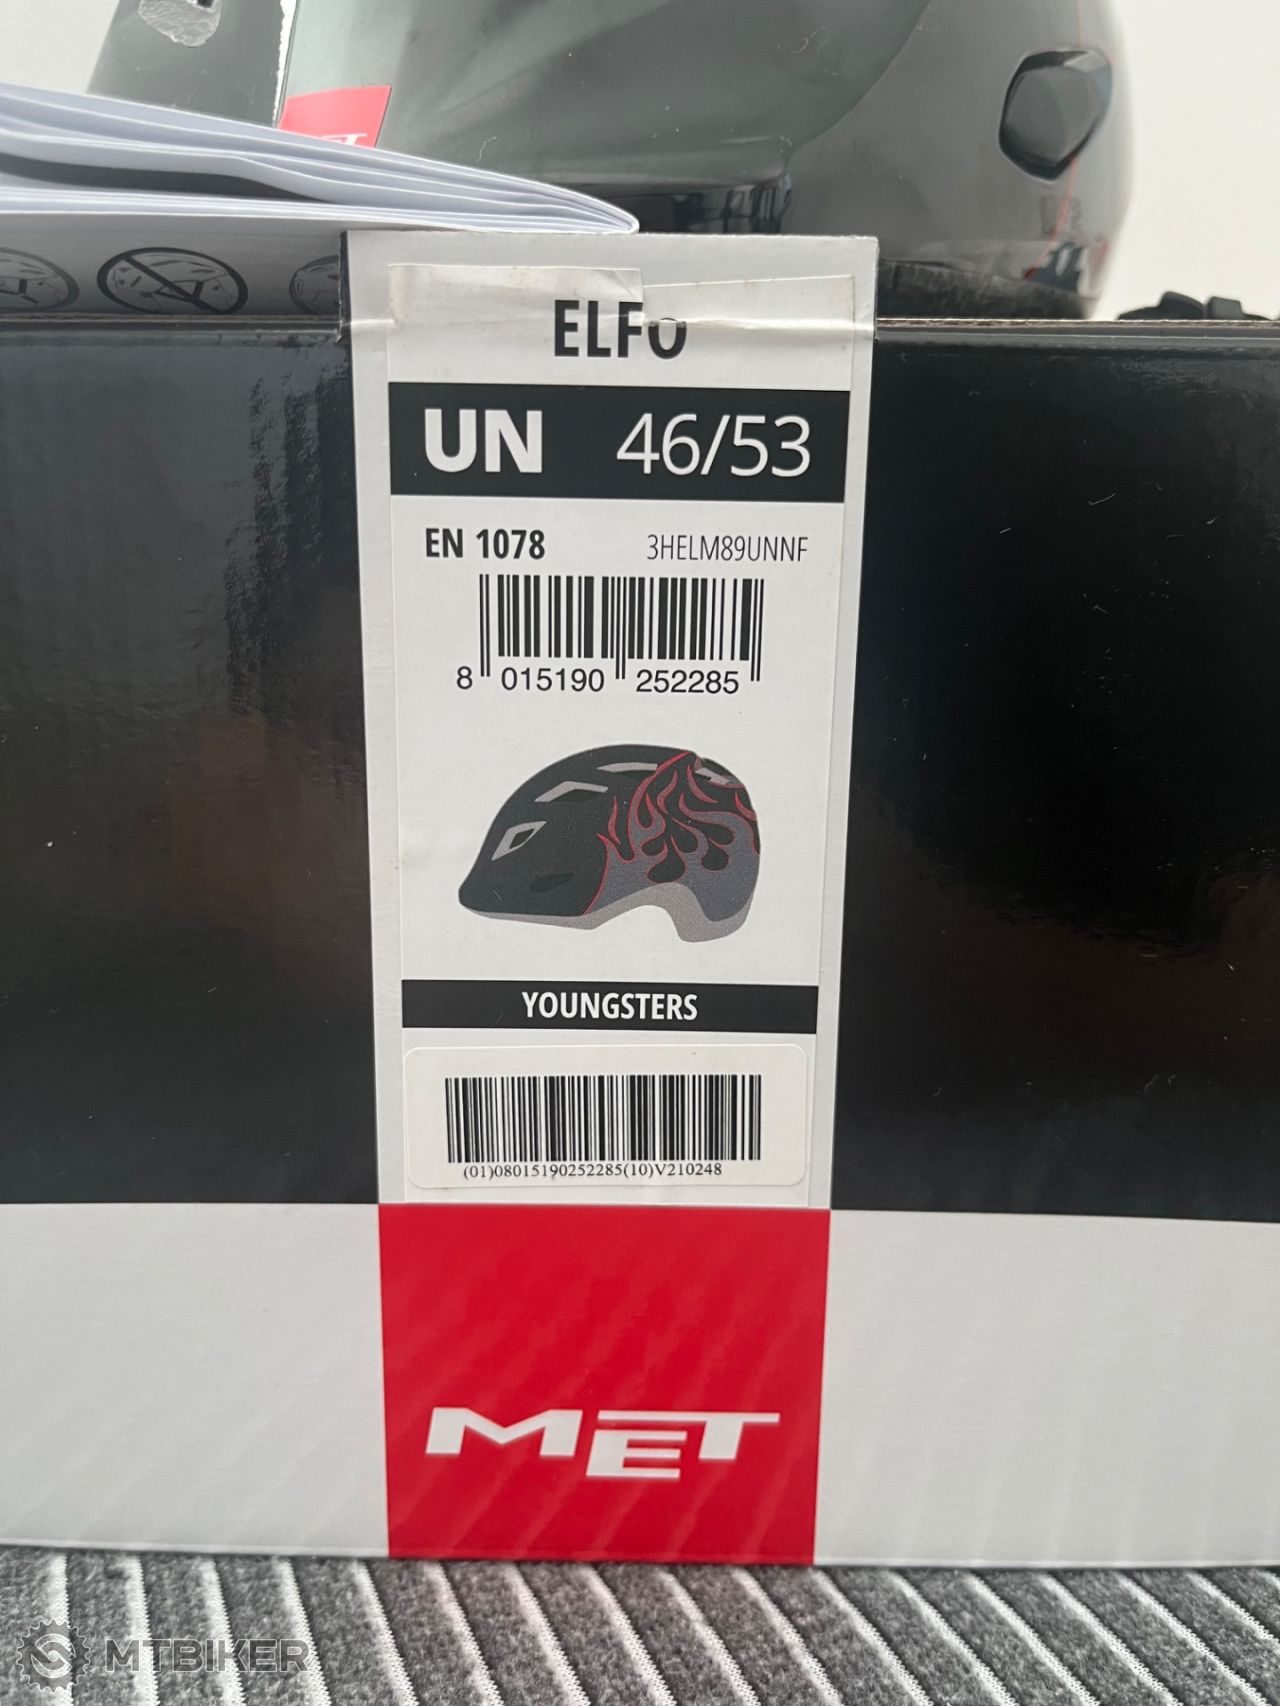 ELFO
UN 46/53
EN 1078 3HELM89UNNF
8 015190 252285
YOUNGSTERS
(01)08015190252285(10)V210248
MET
MTBIKER